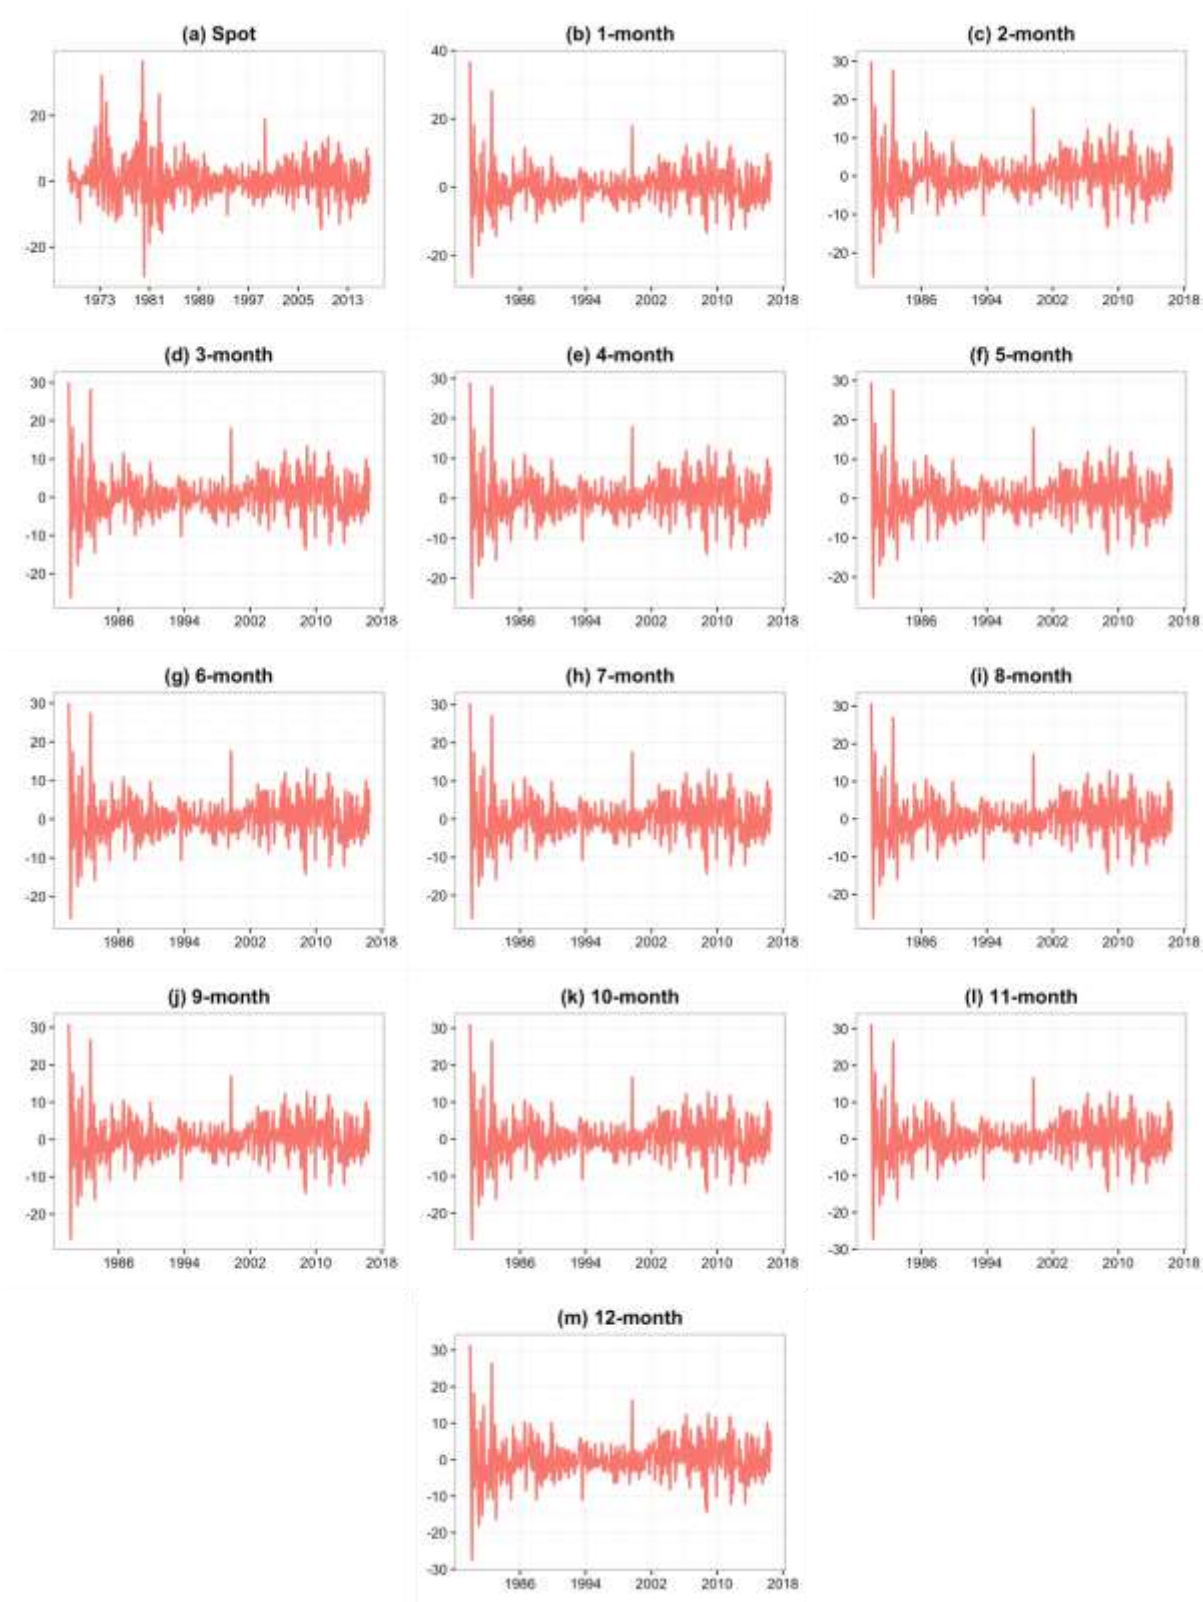 (a) Spot
(b) 1-month
(c) 2-month
20
0
-20
1973 1981 1989 1997 2005 2013
40
20
0
-20
1986 1994 2002 2010 2018
30
20
10
0
-10
-20
1986 1994 2002 2010 2018
(d) 3-month
(e) 4-month
(f) 5-month
30
20
10
0
-10
-20
1986 1994 2002 2010 2018
30
20
10
0
-10
-20
1986 1994 2002 2010 2018
30
20
10
0
-10
-20
1986 1994 2002 2010 2018
(g) 6-month
(h) 7-month
(i) 8-month
30
20
10
0
-10
-20
1986 1994 2002 2010 2018
30
20
10
0
-10
-20
1986 1994 2002 2010 2018
30
20
10
0
-10
-20
1986 1994 2002 2010 2018
(j) 9-month
(k) 10-month
(l) 11-month
30
20
10
0
-10
-20
1986 1994 2002 2010 2018
30
20
10
0
-10
-20
1986 1994 2002 2010 2018
30
20
10
0
-10
-20
-30
1986 1994 2002 2010 2018
(m) 12-month
30
20
10
0
-10
-20
-30
1986 1994 2002 2010 2018